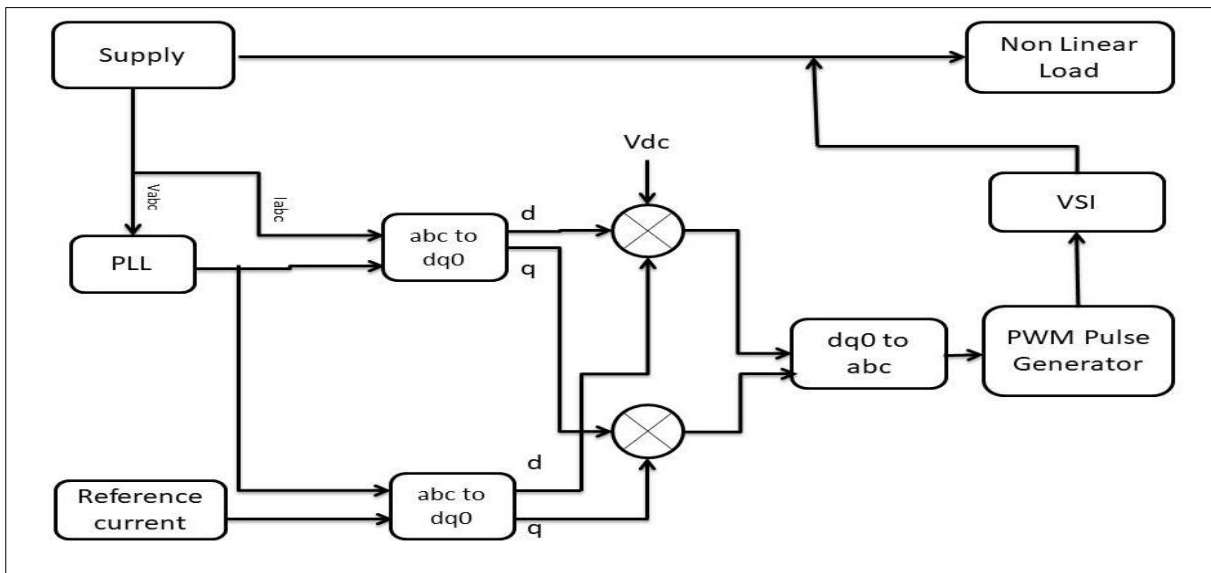 Supply
Non Linear
Load
Vdc
Vabc
Iabc
VSI
PLL
abc to
dq0
d
q
dq0 to
abc
PWM Pulse
Generator
Reference
current
abc to
dq0
d
q